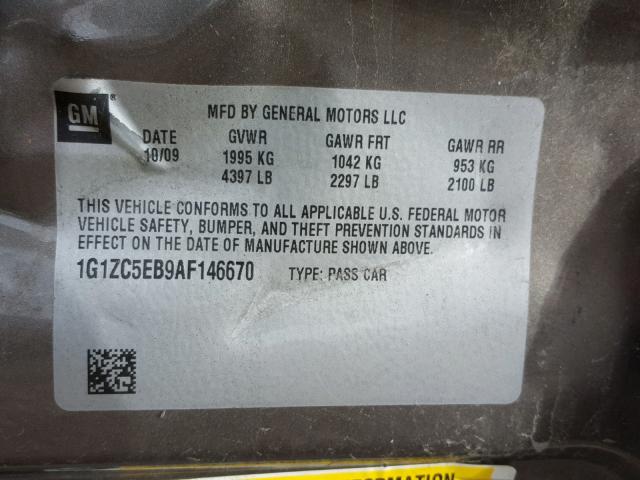 GM®
MFD BY GENERAL MOTORS LLC
DATE GVWR GAWR FRT GAWR RR
10/09 1995 KG 1042 KG 953 KG
4397 LB 2297 LB 2100 LB
THIS VEHICLE CONFORMS TO ALL APPLICABLE U.S. FEDERAL MOTOR
VEHICLE SAFETY, BUMPER, AND THEFT PREVENTION STANDARDS IN
EFFECT ON THE DATE OF MANUFACTURE SHOWN ABOVE.
1G1ZC5EB9AF146670 TYPE: PASS CAR
INFORMATION